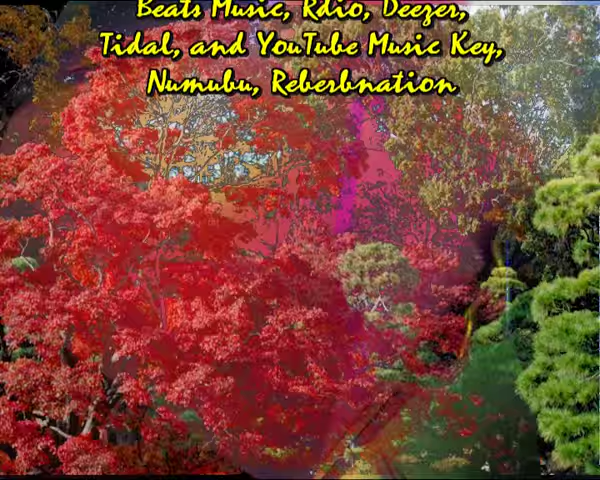 Beats Music, Rdio, Deezer,
Tidal, and YouTube Music Key,
Numubu, Reberbnation